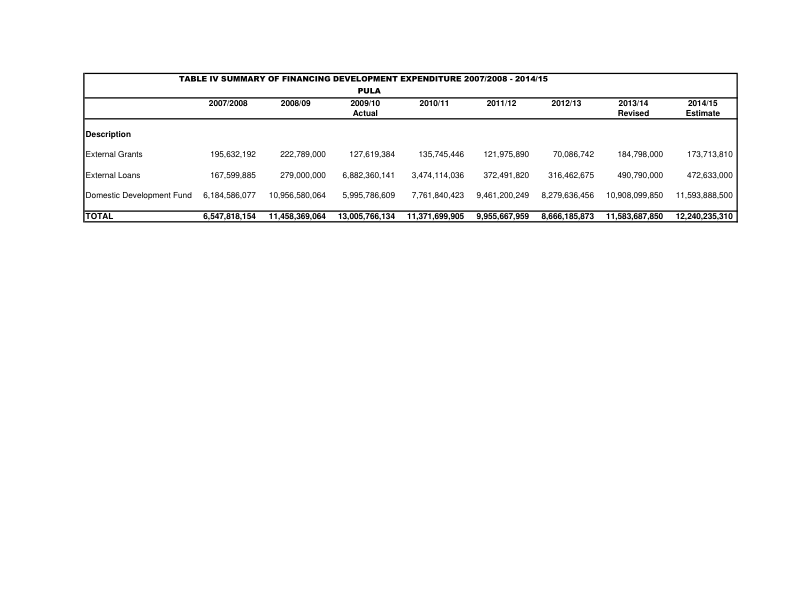 TABLE IV SUMMARY OF FINANCING DEVELOPMENT EXPENDITURE 2007/2008 - 2014/15
PULA
2007/2008 2008/09 2009/10 2010/11 2011/12 2012/13 2013/14 2014/15
Actual Revised Estimate
Description
External Grants 195,632,192 222,789,000 127,619,384 135,745,446 121,975,890 70,086,742 184,798,000 173,713,810
External Loans 167,599,885 279,000,000 6,882,360,141 3,474,114,036 372,491,820 316,462,675 490,790,000 472,633,000
Domestic Development Fund 6,184,586,077 10,956,580,064 5,995,786,609 7,761,840,423 9,461,200,249 8,279,636,456 10,908,099,850 11,593,888,500
TOTAL 6,547,818,154 11,458,369,064 13,005,766,134 11,371,699,905 9,955,667,959 8,666,185,873 11,583,687,850 12,240,235,310